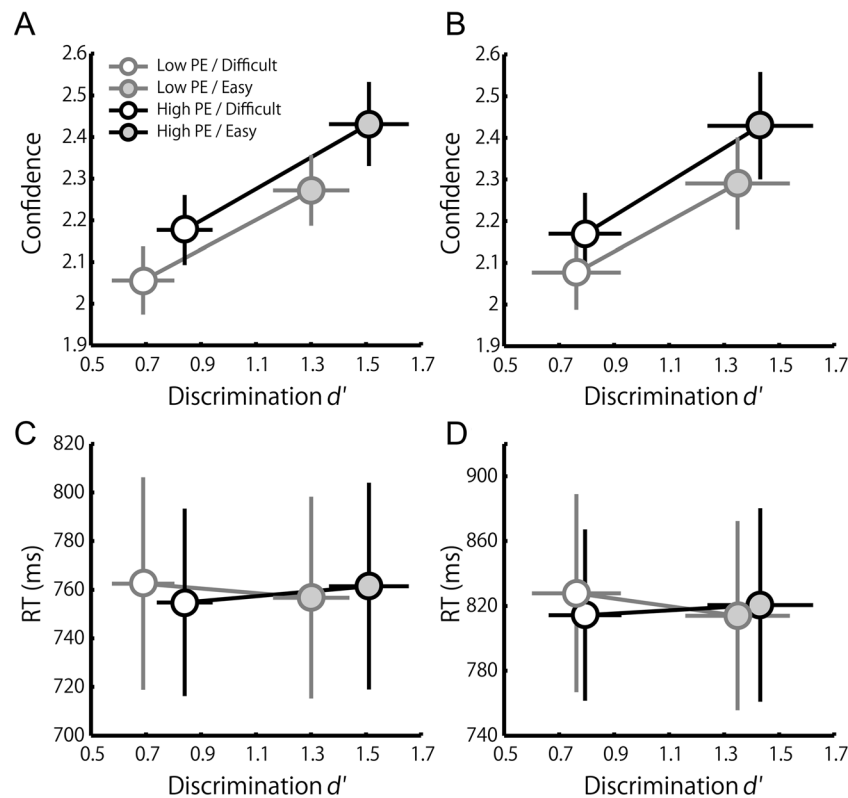 A
2.6
2.5
2.4
2.3
2.2
2.1
2
1.9
Confidence
Low PE / Difficult
Low PE / Easy
High PE / Difficult
High PE / Easy
0.5 0.7 0.9 1.1 1.3 1.5 1.7
Discrimination d'
B
2.6
2.5
2.4
2.3
2.2
2.1
2
1.9
Confidence
0.5 0.7 0.9 1.1 1.3 1.5 1.7
Discrimination d'
C
820
800
780
760
740
720
700
RT (ms)
0.5 0.7 0.9 1.1 1.3 1.5 1.7
Discrimination d'
D
900
860
820
780
740
RT (ms)
0.5 0.7 0.9 1.1 1.3 1.5 1.7
Discrimination d'